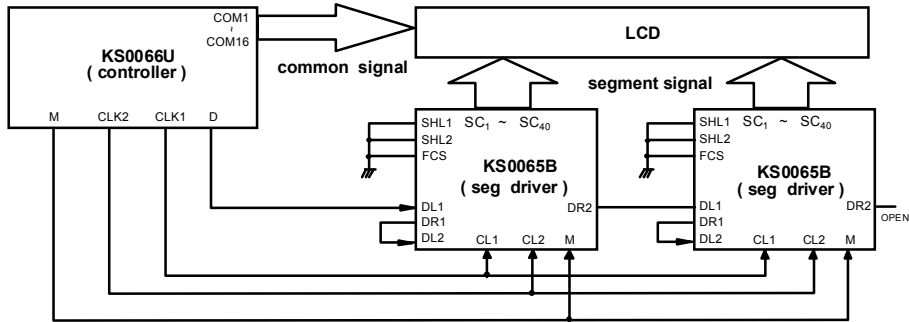 COM1
~
COM16
KS0066U
( controller )
M CLK2 CLK1 D
common signal
LCD
segment signal
SHL1 SC1 ~ SC40
SHL2
FCS
KS0065B
( seg driver )
DL1 DR2
DR1
DL2 CL1 CL2 M
SHL1 SC1 ~ SC40
SHL2
FCS
KS0065B
( seg driver )
DL1 DR2
DR1
DL2 CL1 CL2 M
OPEN